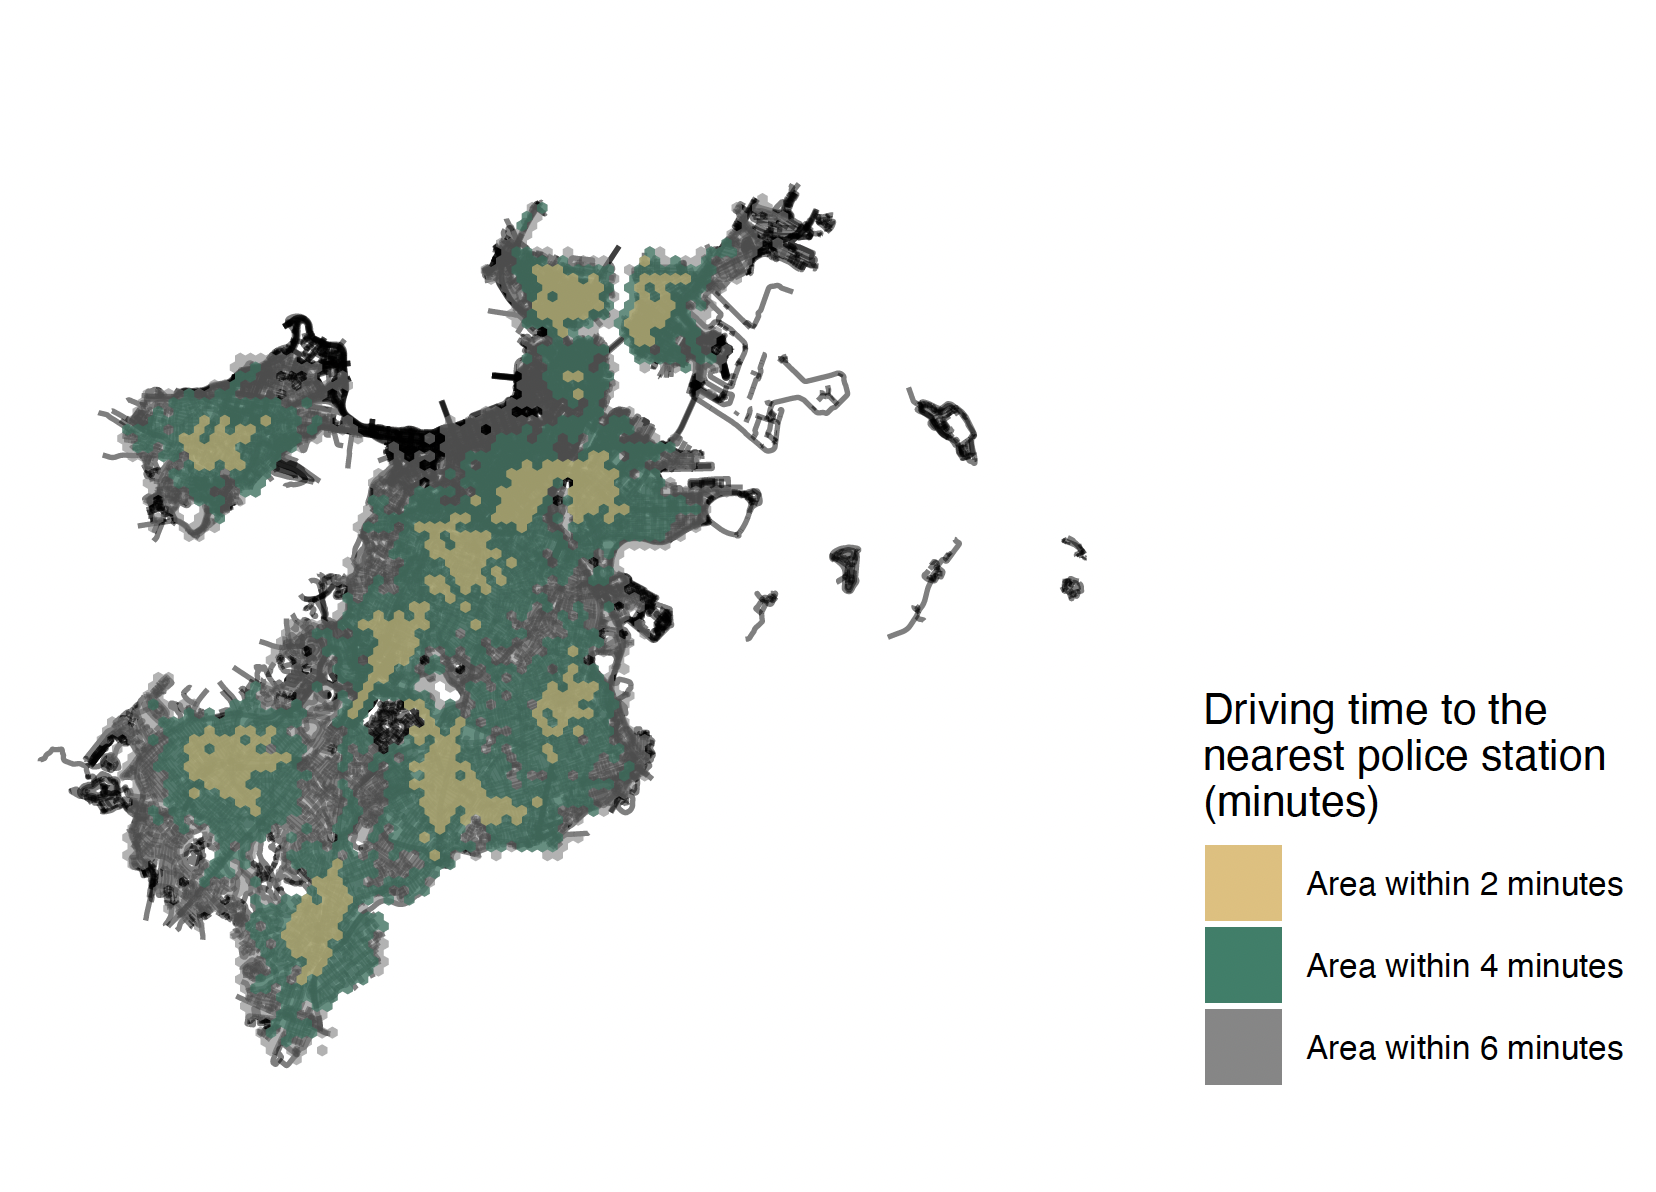 Driving time to the
nearest police station
(minutes)
Area within 2 minutes
Area within 4 minutes
Area within 6 minutes